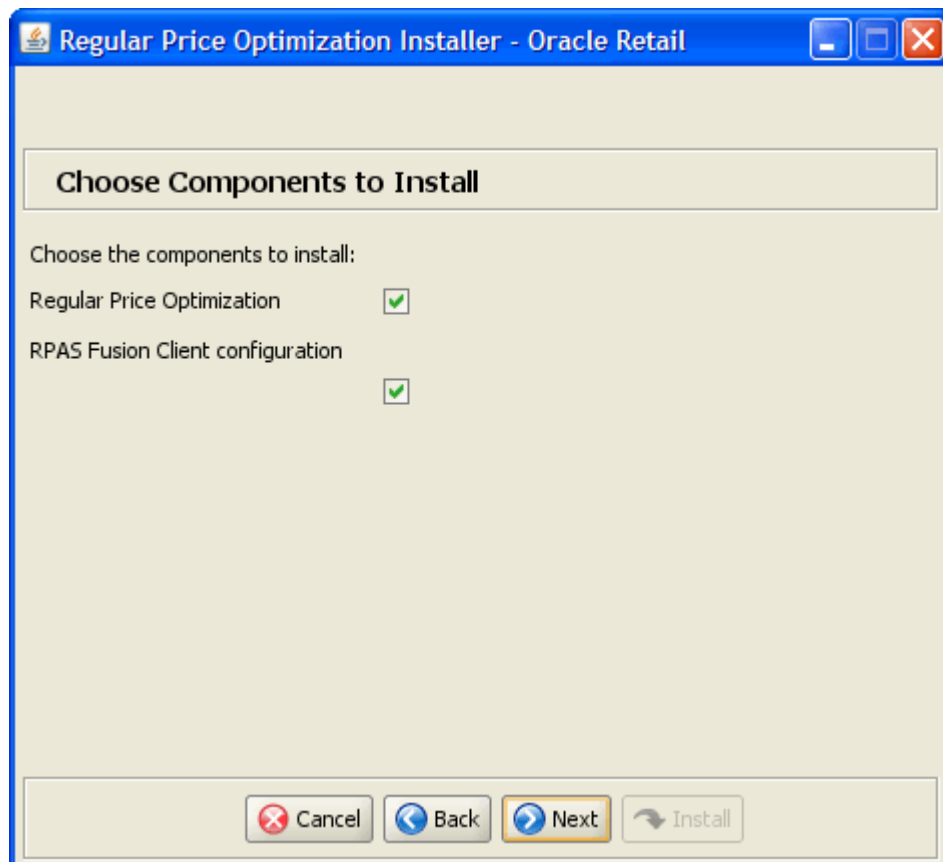 Regular Price Optimization Installer - Oracle Retail
Choose Components to Install
Choose the components to install:
Regular Price Optimization
RPAS Fusion Client configuration
Cancel Back Next Install